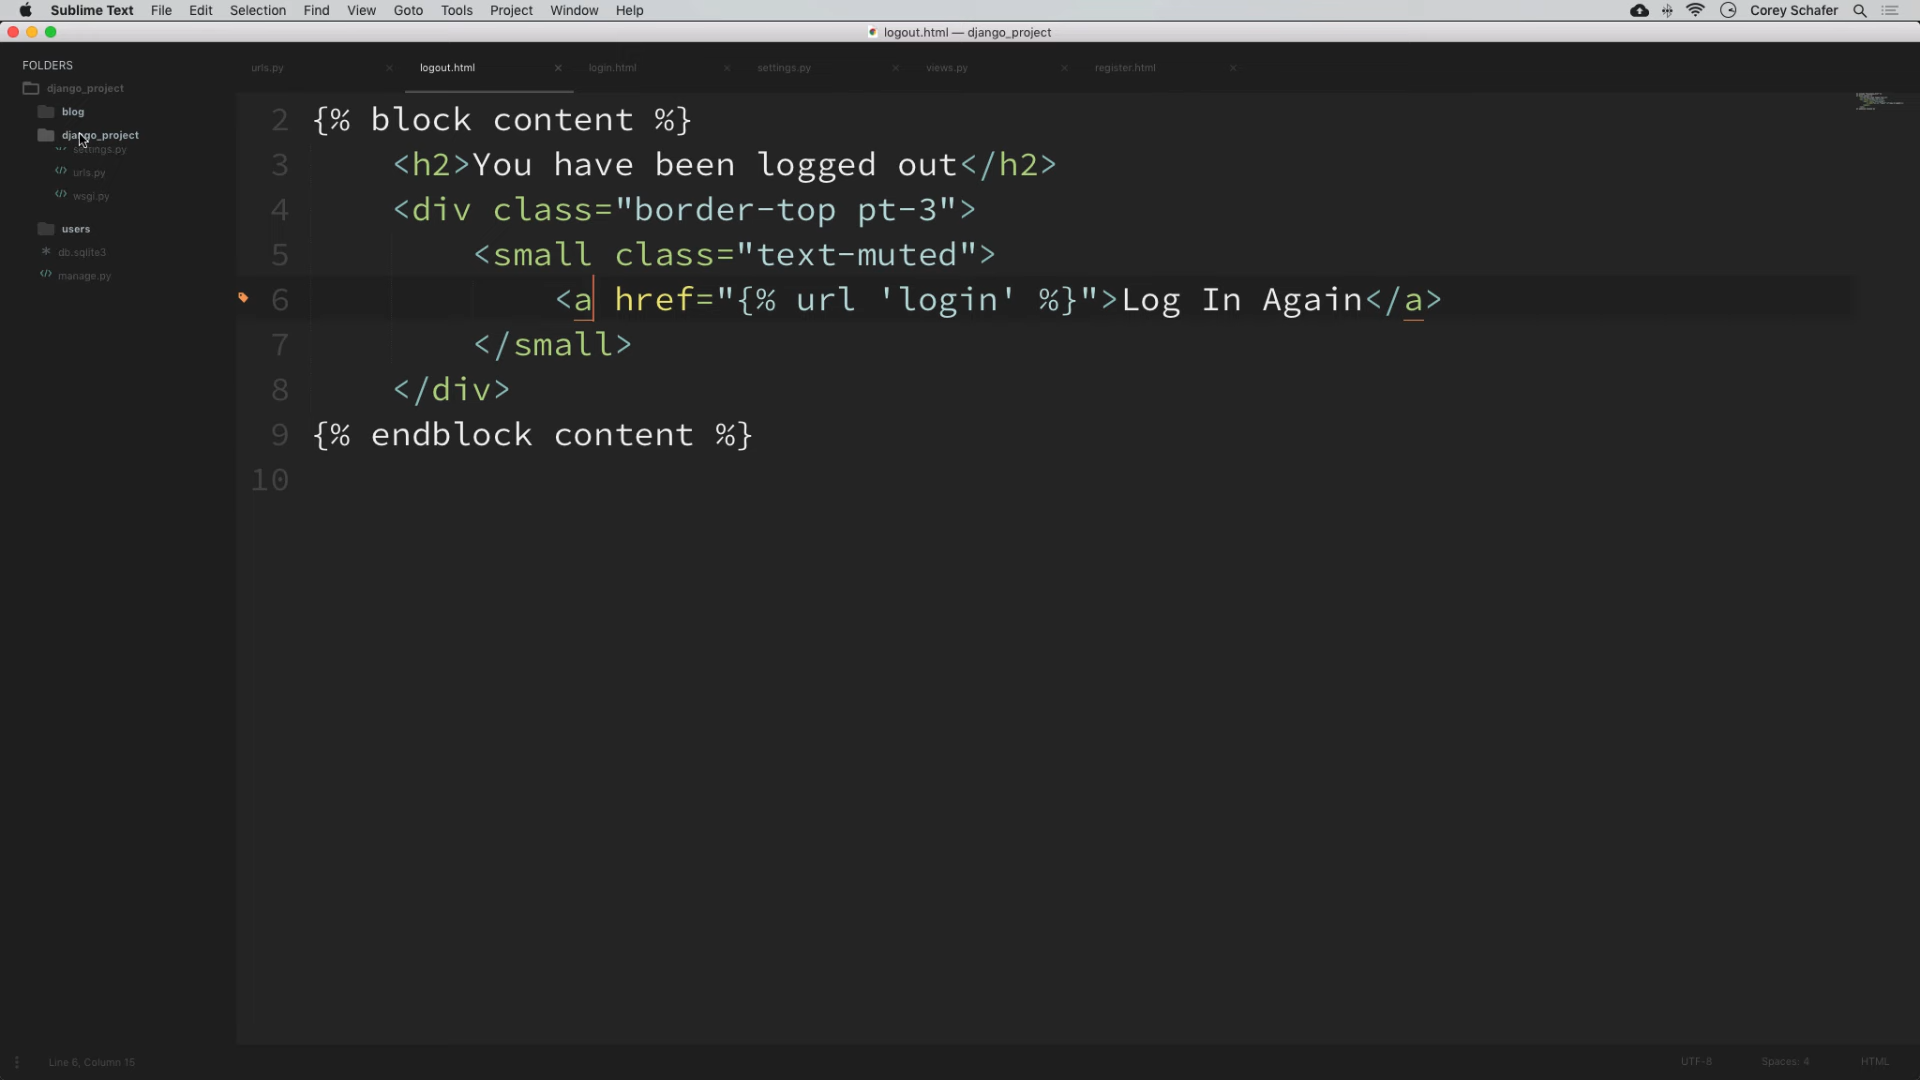 Sublime Text File Edit Selection Find View Goto Tools Project Window Help Corey Schafer
logout.html — django_project
FOLDERS
django_project
blog
django_project
settings.py
urls.py
wsgi.py
users
db.sqlite3
manage.py
urls.py logout.html login.html settings.py views.py register.html
2 {% block content %}
3 <h2>You have been logged out</h2>
4 <div class="border-top pt-3">
5 <small class="text-muted">
6 <a href="{% url 'login' %}">Log In Again</a>
7 </small>
8 </div>
9 {% endblock content %}
10
Line 6, Column 15 UTF-8 Spaces: 4 HTML